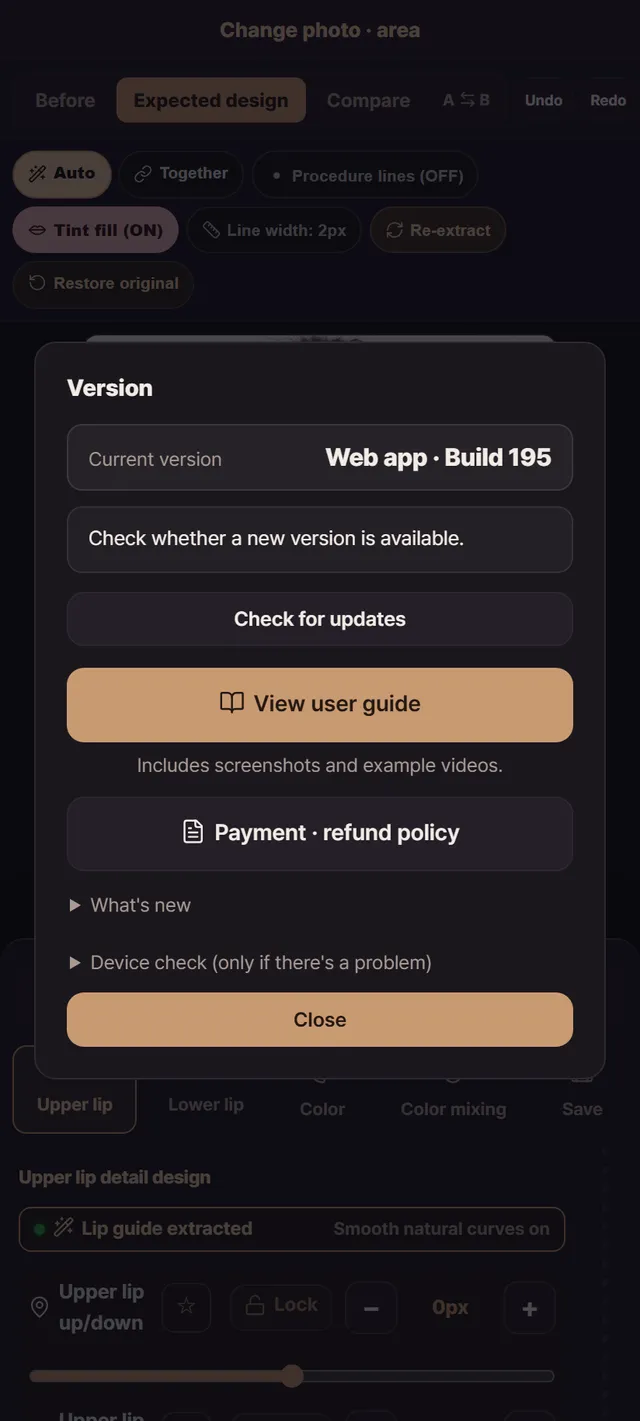 Change photo · area
Before
Expected design
Compare
A ⇆ B
Undo
Redo
Auto
Together
Procedure lines (OFF)
Tint fill (ON)
Line width: 2px
Re-extract
Restore original
Version
Current version
Web app · Build 195
Check whether a new version is available.
Check for updates
View user guide
Includes screenshots and example videos.
Payment · refund policy
What's new
Device check (only if there's a problem)
Close
Upper lip
Lower lip
Color
Color mixing
Save
Upper lip detail design
Lip guide extracted
Smooth natural curves on
Upper lip
up/down
Lock
−
0px
+
Upper lip